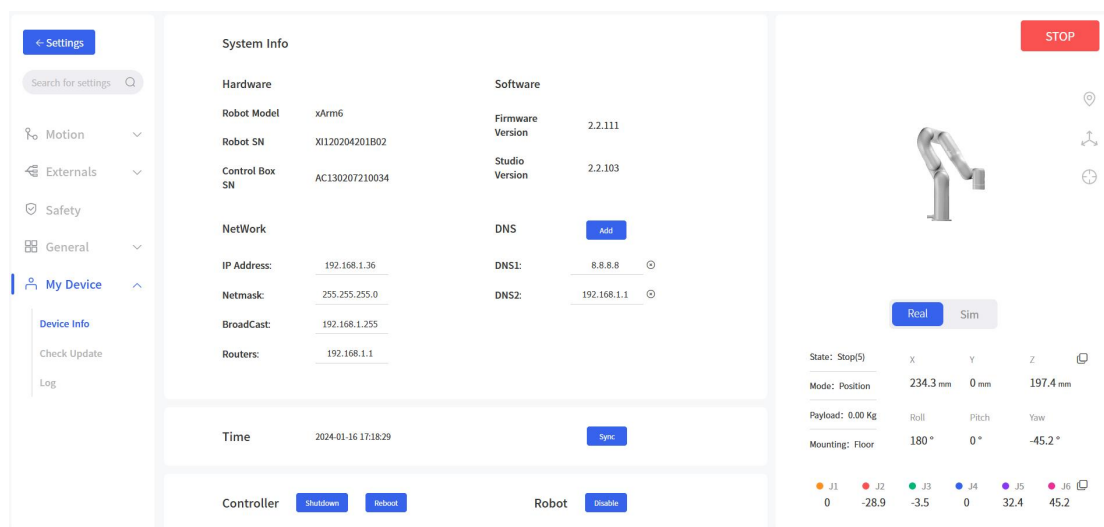 ← Settings
Search for settings
Motion
Externals
Safety
General
My Device
Device Info
Check Update
Log
System Info
Hardware
Robot Model xArm6
Robot SN XI120204201B02
Control Box
SN AC130207210034
Software
Firmware
Version 2.2.111
Studio
Version 2.2.103
NetWork
IP Address: 192.168.1.36
Netmask: 255.255.255.0
BroadCast: 192.168.1.255
Routers: 192.168.1.1
DNS Add
DNS1: 8.8.8.8
DNS2: 192.168.1.1
Time 2024-01-16 17:18:29 Sync
Controller Shutdown Reboot Robot Disable
STOP
Real Sim
State: Stop(5)
Mode: Position
Payload: 0.00 Kg
Mounting: Floor
X Y Z
234.3 mm 0 mm 197.4 mm
Roll Pitch Yaw
180 ° 0 ° -45.2 °
J1 J2 J3 J4 J5 J6
0 -28.9 -3.5 0 32.4 45.2